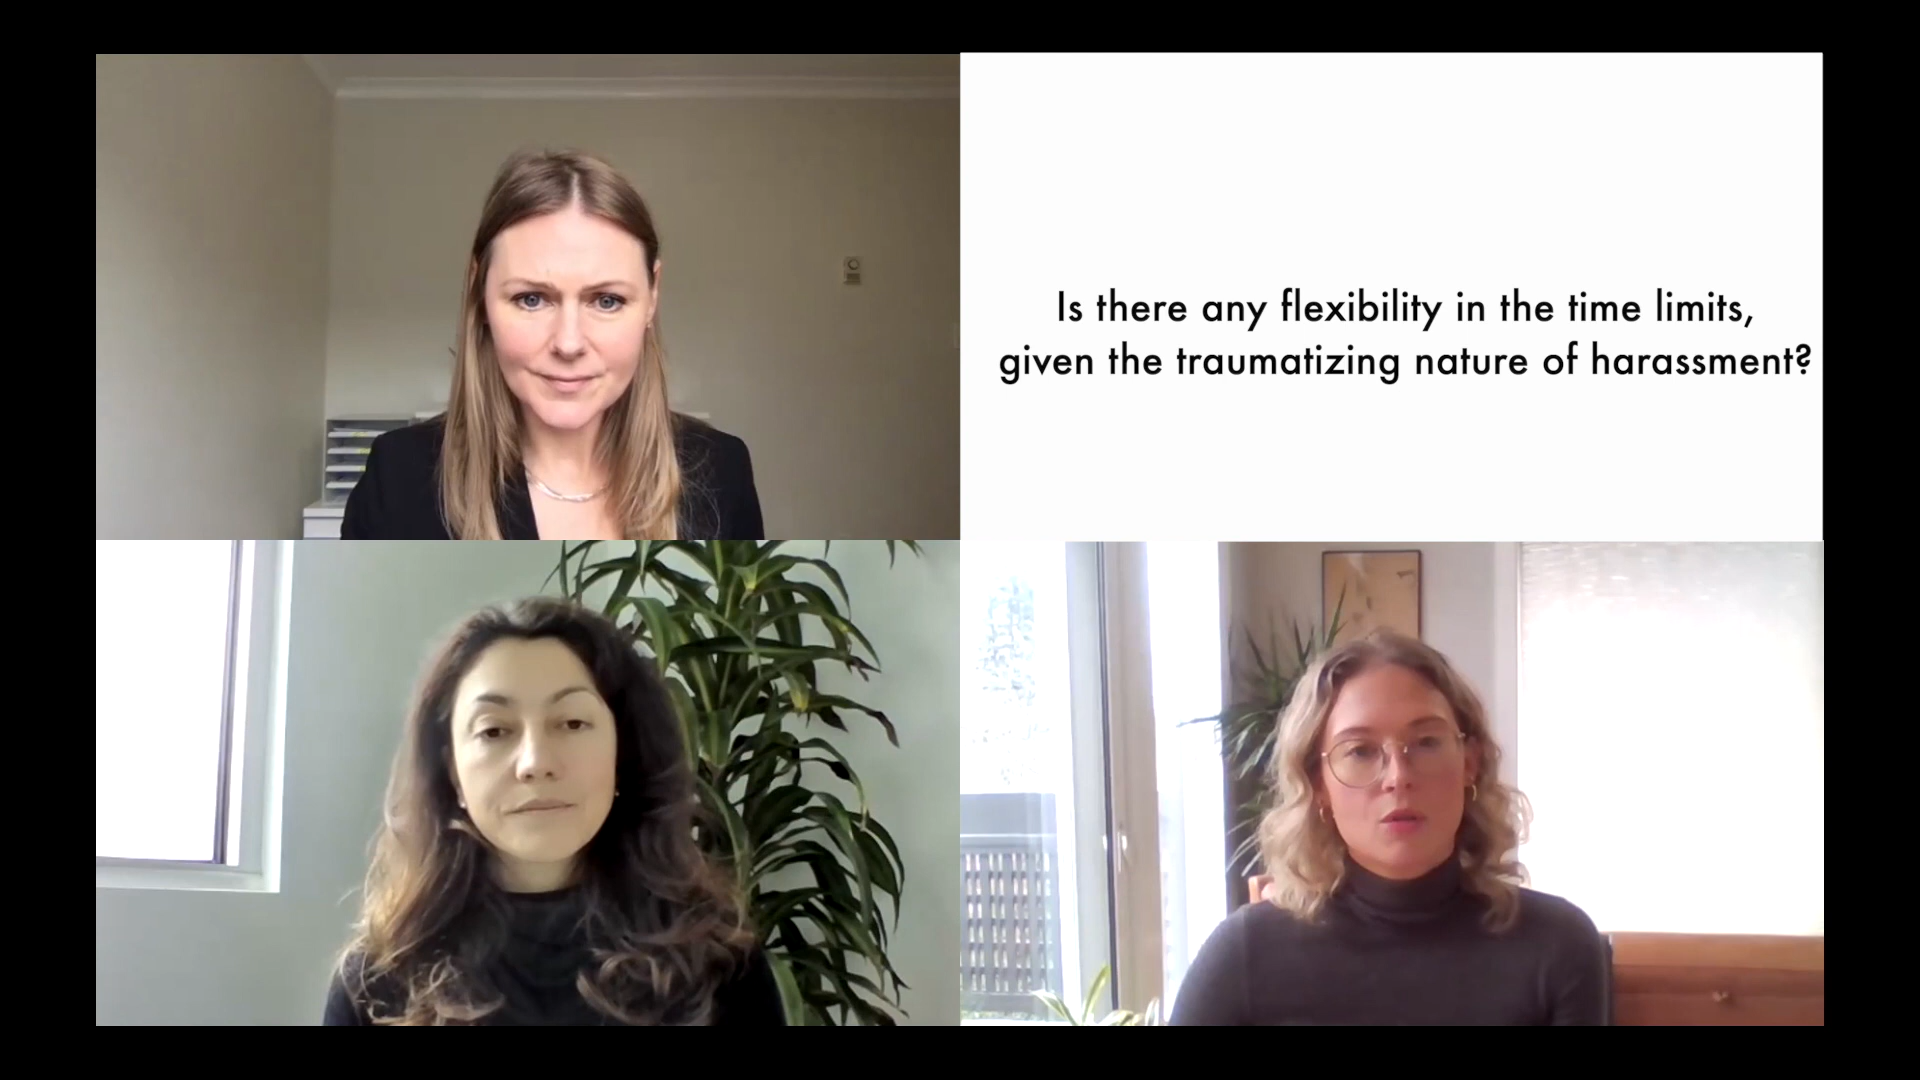 Is there any flexibility in the time limits,
given the traumatizing nature of harassment?